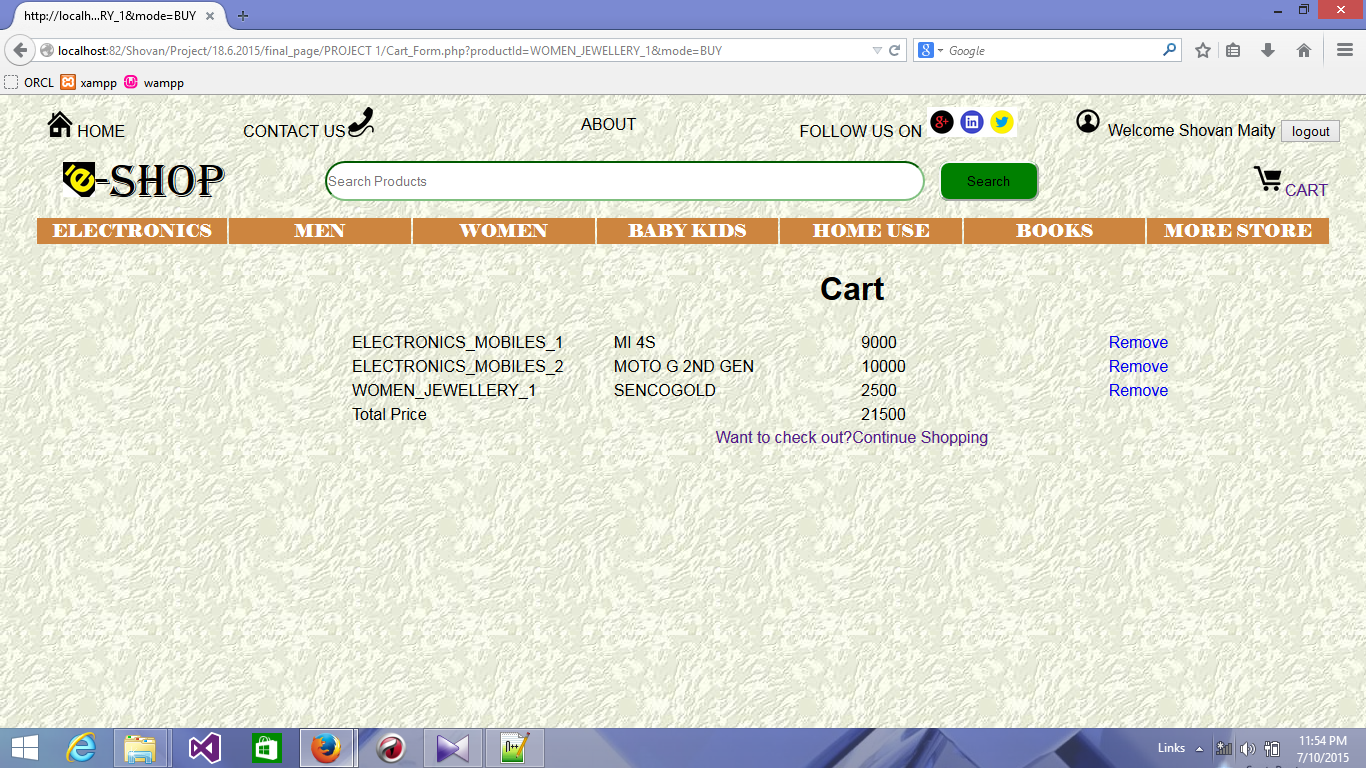 http://localh...RY_1&mode=BUY
localhost:82/Shovan/Project/18.6.2015/final_page/PROJECT 1/Cart_Form.php?productId=WOMEN_JEWELLERY_1&mode=BUY
Google
ORCL xampp wampp
HOME CONTACT US ABOUT FOLLOW US ON Welcome Shovan Maity logout
e-SHOP Search Products Search CART
ELECTRONICS MEN WOMEN BABY KIDS HOME USE BOOKS MORE STORE
Cart
ELECTRONICS_MOBILES_1 MI 4S 9000 Remove
ELECTRONICS_MOBILES_2 MOTO G 2ND GEN 10000 Remove
WOMEN_JEWELLERY_1 SENCOGOLD 2500 Remove
Total Price 21500
Want to check out?Continue Shopping
Links 11:54 PM
7/10/2015